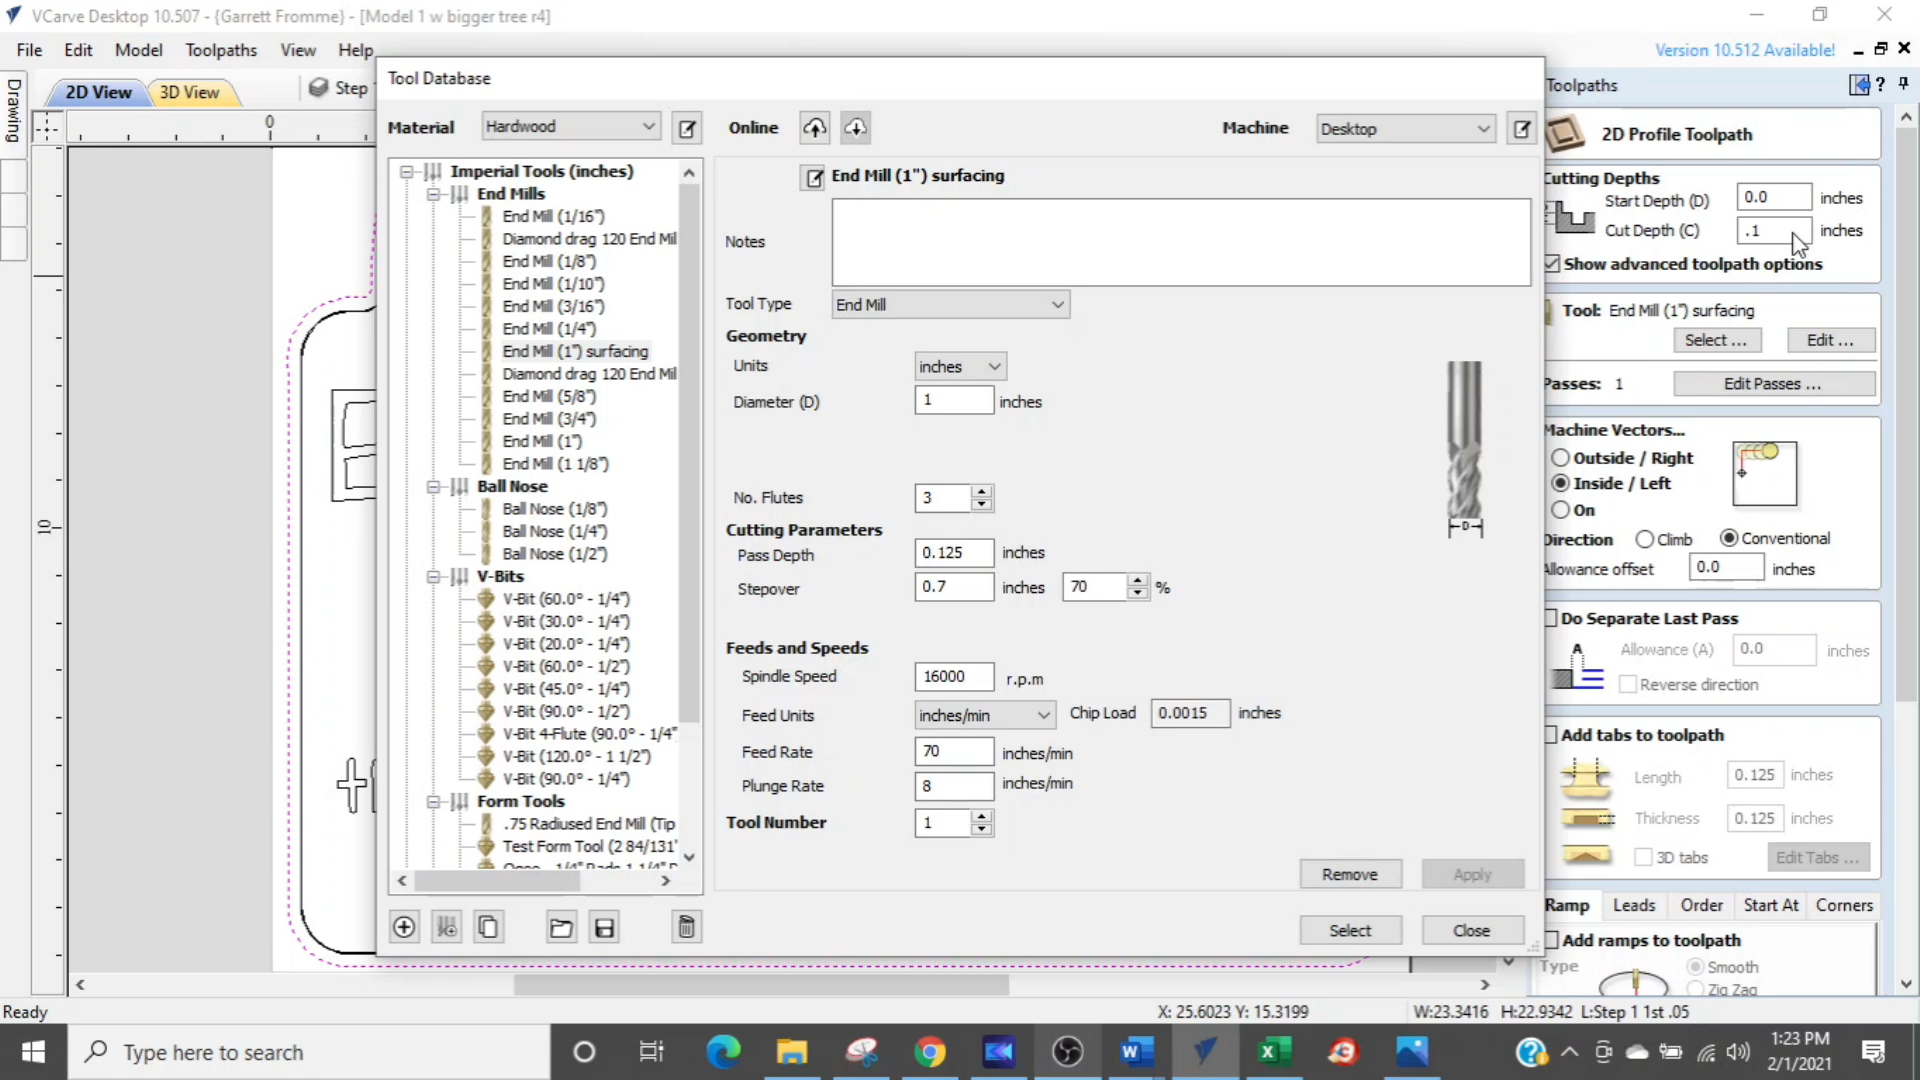 VCarve Desktop 10.507 - {Garrett Fromme} - [Model 1 w bigger tree r4]
File Edit Model Toolpaths View Help
Version 10.512 Available!
Drawing
2D View
3D View
Step
0
10
Tool Database
Material Hardwood
Online
Machine Desktop
Imperial Tools (inches)
End Mills
End Mill (1/16")
Diamond drag 120 End Mil
End Mill (1/8")
End Mill (1/10")
End Mill (3/16")
End Mill (1/4")
End Mill (1") surfacing
Diamond drag 120 End Mil
End Mill (5/8")
End Mill (3/4")
End Mill (1")
End Mill (1 1/8")
Ball Nose
Ball Nose (1/8")
Ball Nose (1/4")
Ball Nose (1/2")
V-Bits
V-Bit (60.0° - 1/4")
V-Bit (30.0° - 1/4")
V-Bit (20.0° - 1/4")
V-Bit (60.0° - 1/2")
V-Bit (45.0° - 1/4")
V-Bit (90.0° - 1/2")
V-Bit 4-Flute (90.0° - 1/4"
V-Bit (120.0° - 1 1/2")
V-Bit (90.0° - 1/4")
Form Tools
.75 Radiused End Mill (Tip
Test Form Tool (2 84/131"
End Mill (1") surfacing
Notes
Tool Type End Mill
Geometry
Units inches
Diameter (D) 1 inches
D
No. Flutes 3
Cutting Parameters
Pass Depth 0.125 inches
Stepover 0.7 inches 70 %
Feeds and Speeds
Spindle Speed 16000 r.p.m
Feed Units inches/min Chip Load 0.0015 inches
Feed Rate 70 inches/min
Plunge Rate 8 inches/min
Tool Number 1
Remove Apply
Select Close
Toolpaths
2D Profile Toolpath
Cutting Depths
Start Depth (D) 0.0 inches
Cut Depth (C) .1 inches
Show advanced toolpath options
Tool: End Mill (1") surfacing
Select ... Edit ...
Passes: 1 Edit Passes ...
Machine Vectors...
Outside / Right
Inside / Left
On
Direction Climb Conventional
Allowance offset 0.0 inches
Do Separate Last Pass
A Allowance (A) 0.0 inches
Reverse direction
Add tabs to toolpath
Length 0.125 inches
Thickness 0.125 inches
3D tabs Edit Tabs ...
Ramp Leads Order Start At Corners
Add ramps to toolpath
Type Smooth
Zig Zag
Ready
X: 25.6023 Y: 15.3199
W:23.3416 H:22.9342 L:Step 1 1st .05
Type here to search
1:23 PM
2/1/2021